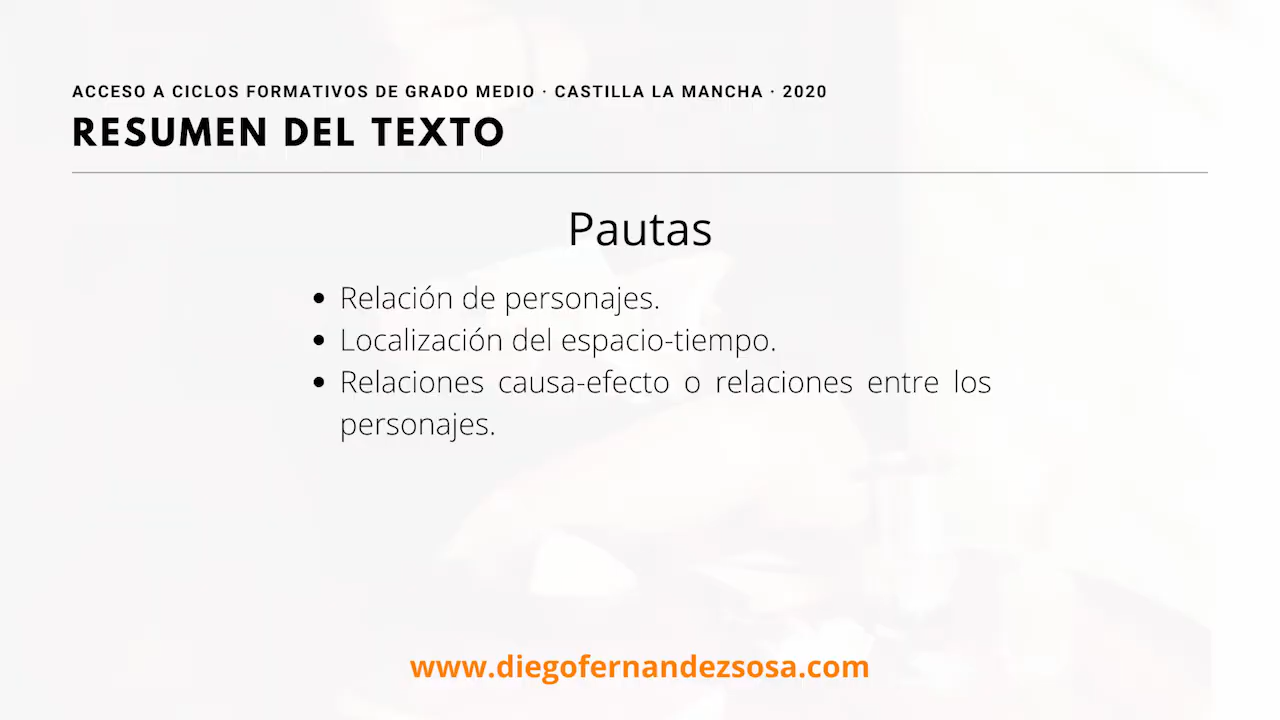 ACCESO A CICLOS FORMATIVOS DE GRADO MEDIO · CASTILLA LA MANCHA · 2020
RESUMEN DEL TEXTO
Pautas
• Relación de personajes.
• Localización del espacio-tiempo.
• Relaciones causa-efecto o relaciones entre los
personajes.
www.diegofernandezsosa.com